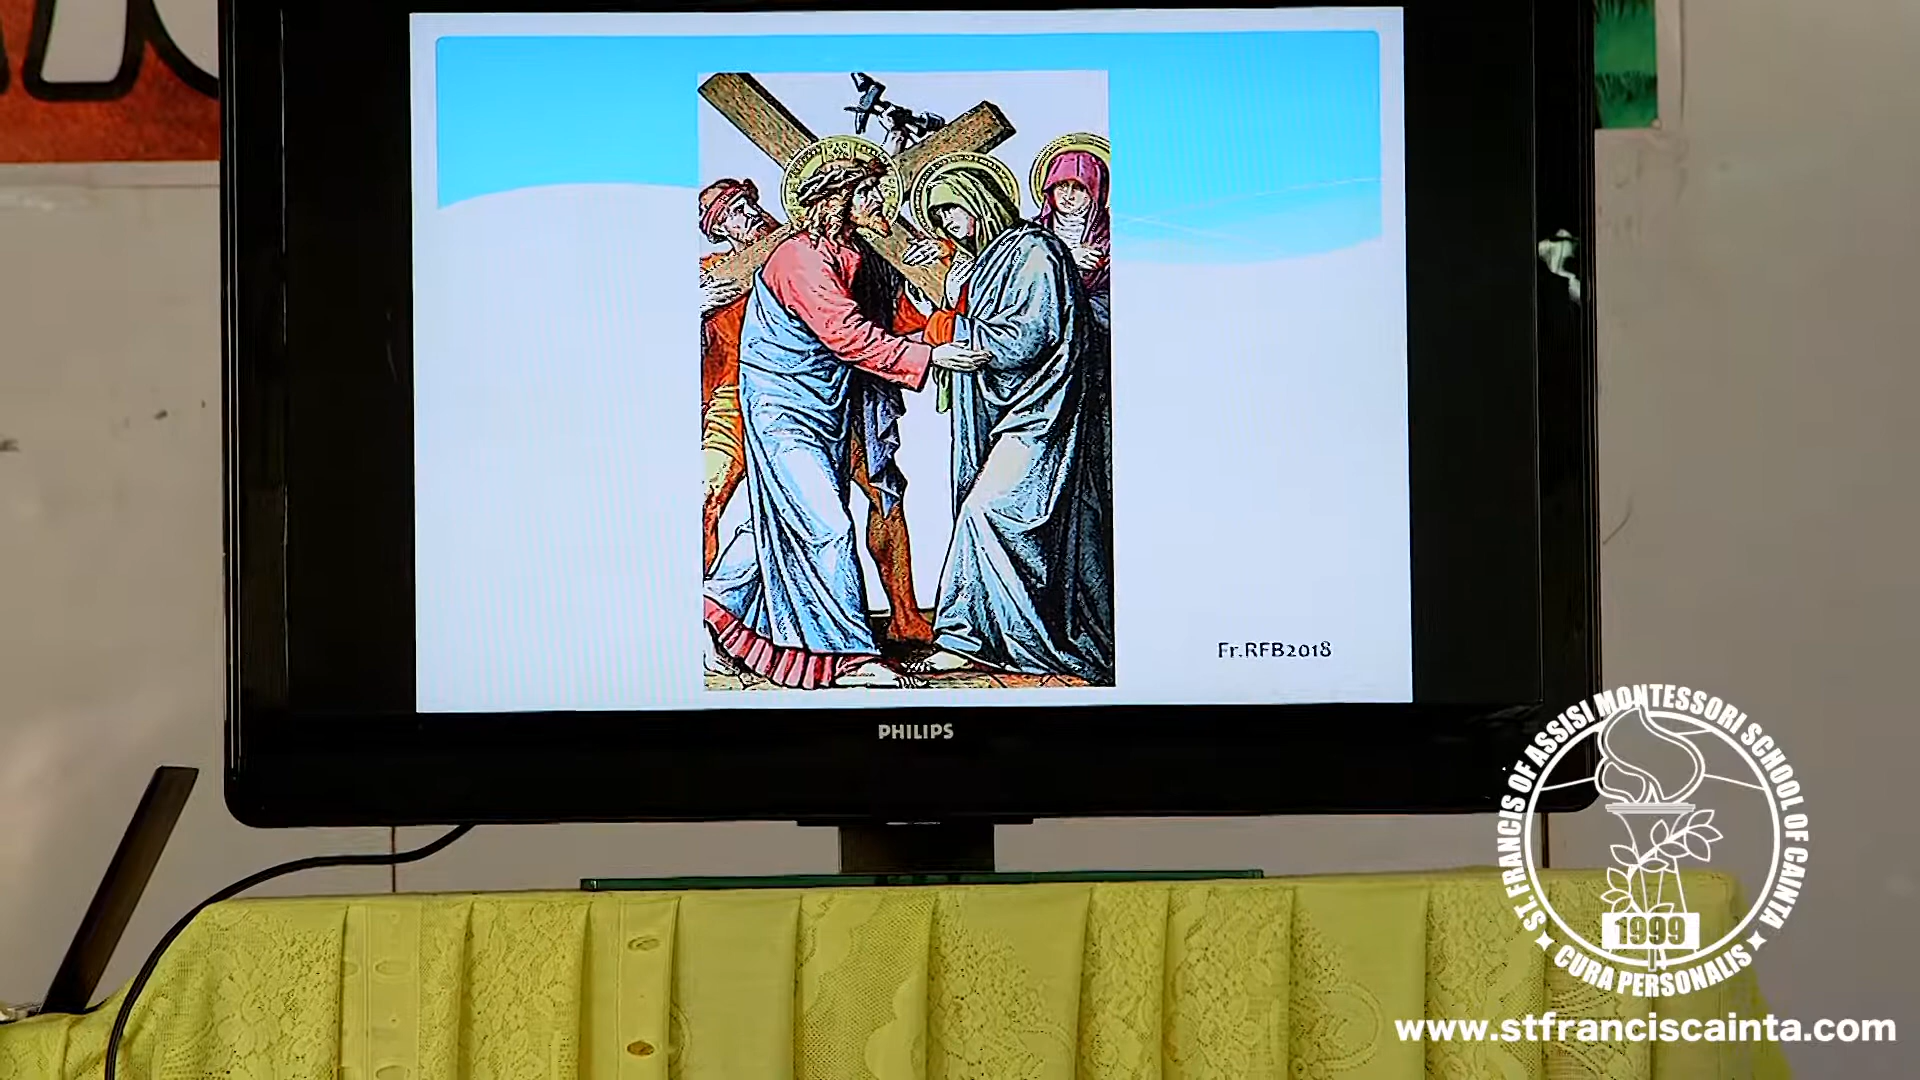 Fr.RFB2018
PHILIPS
ST. FRANCIS OF ASSISI MONTESSORI SCHOOL OF CAINTA
1999
CURA PERSONALIS
www.stfranciscainta.com